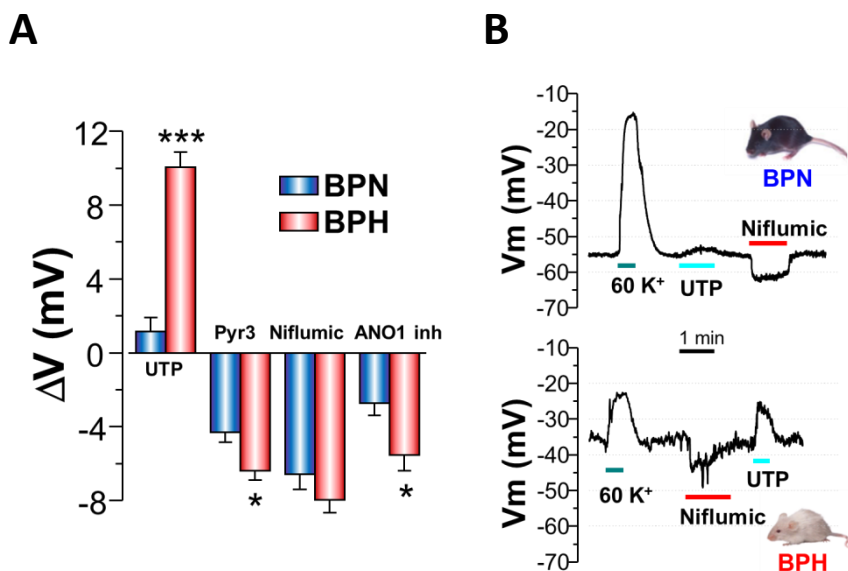 A
B
ΔV (mV)
12
8
4
0
-4
-8
***
BPN
BPH
UTP
Pyr3
Niflumic
ANO1 inh
*
*
Vm (mV)
-10
-20
-30
-40
-50
-60
-70
BPN
Niflumic
60 K+
UTP
1 min
Vm (mV)
-10
-20
-30
-40
-50
-60
-70
60 K+
Niflumic
UTP
BPH